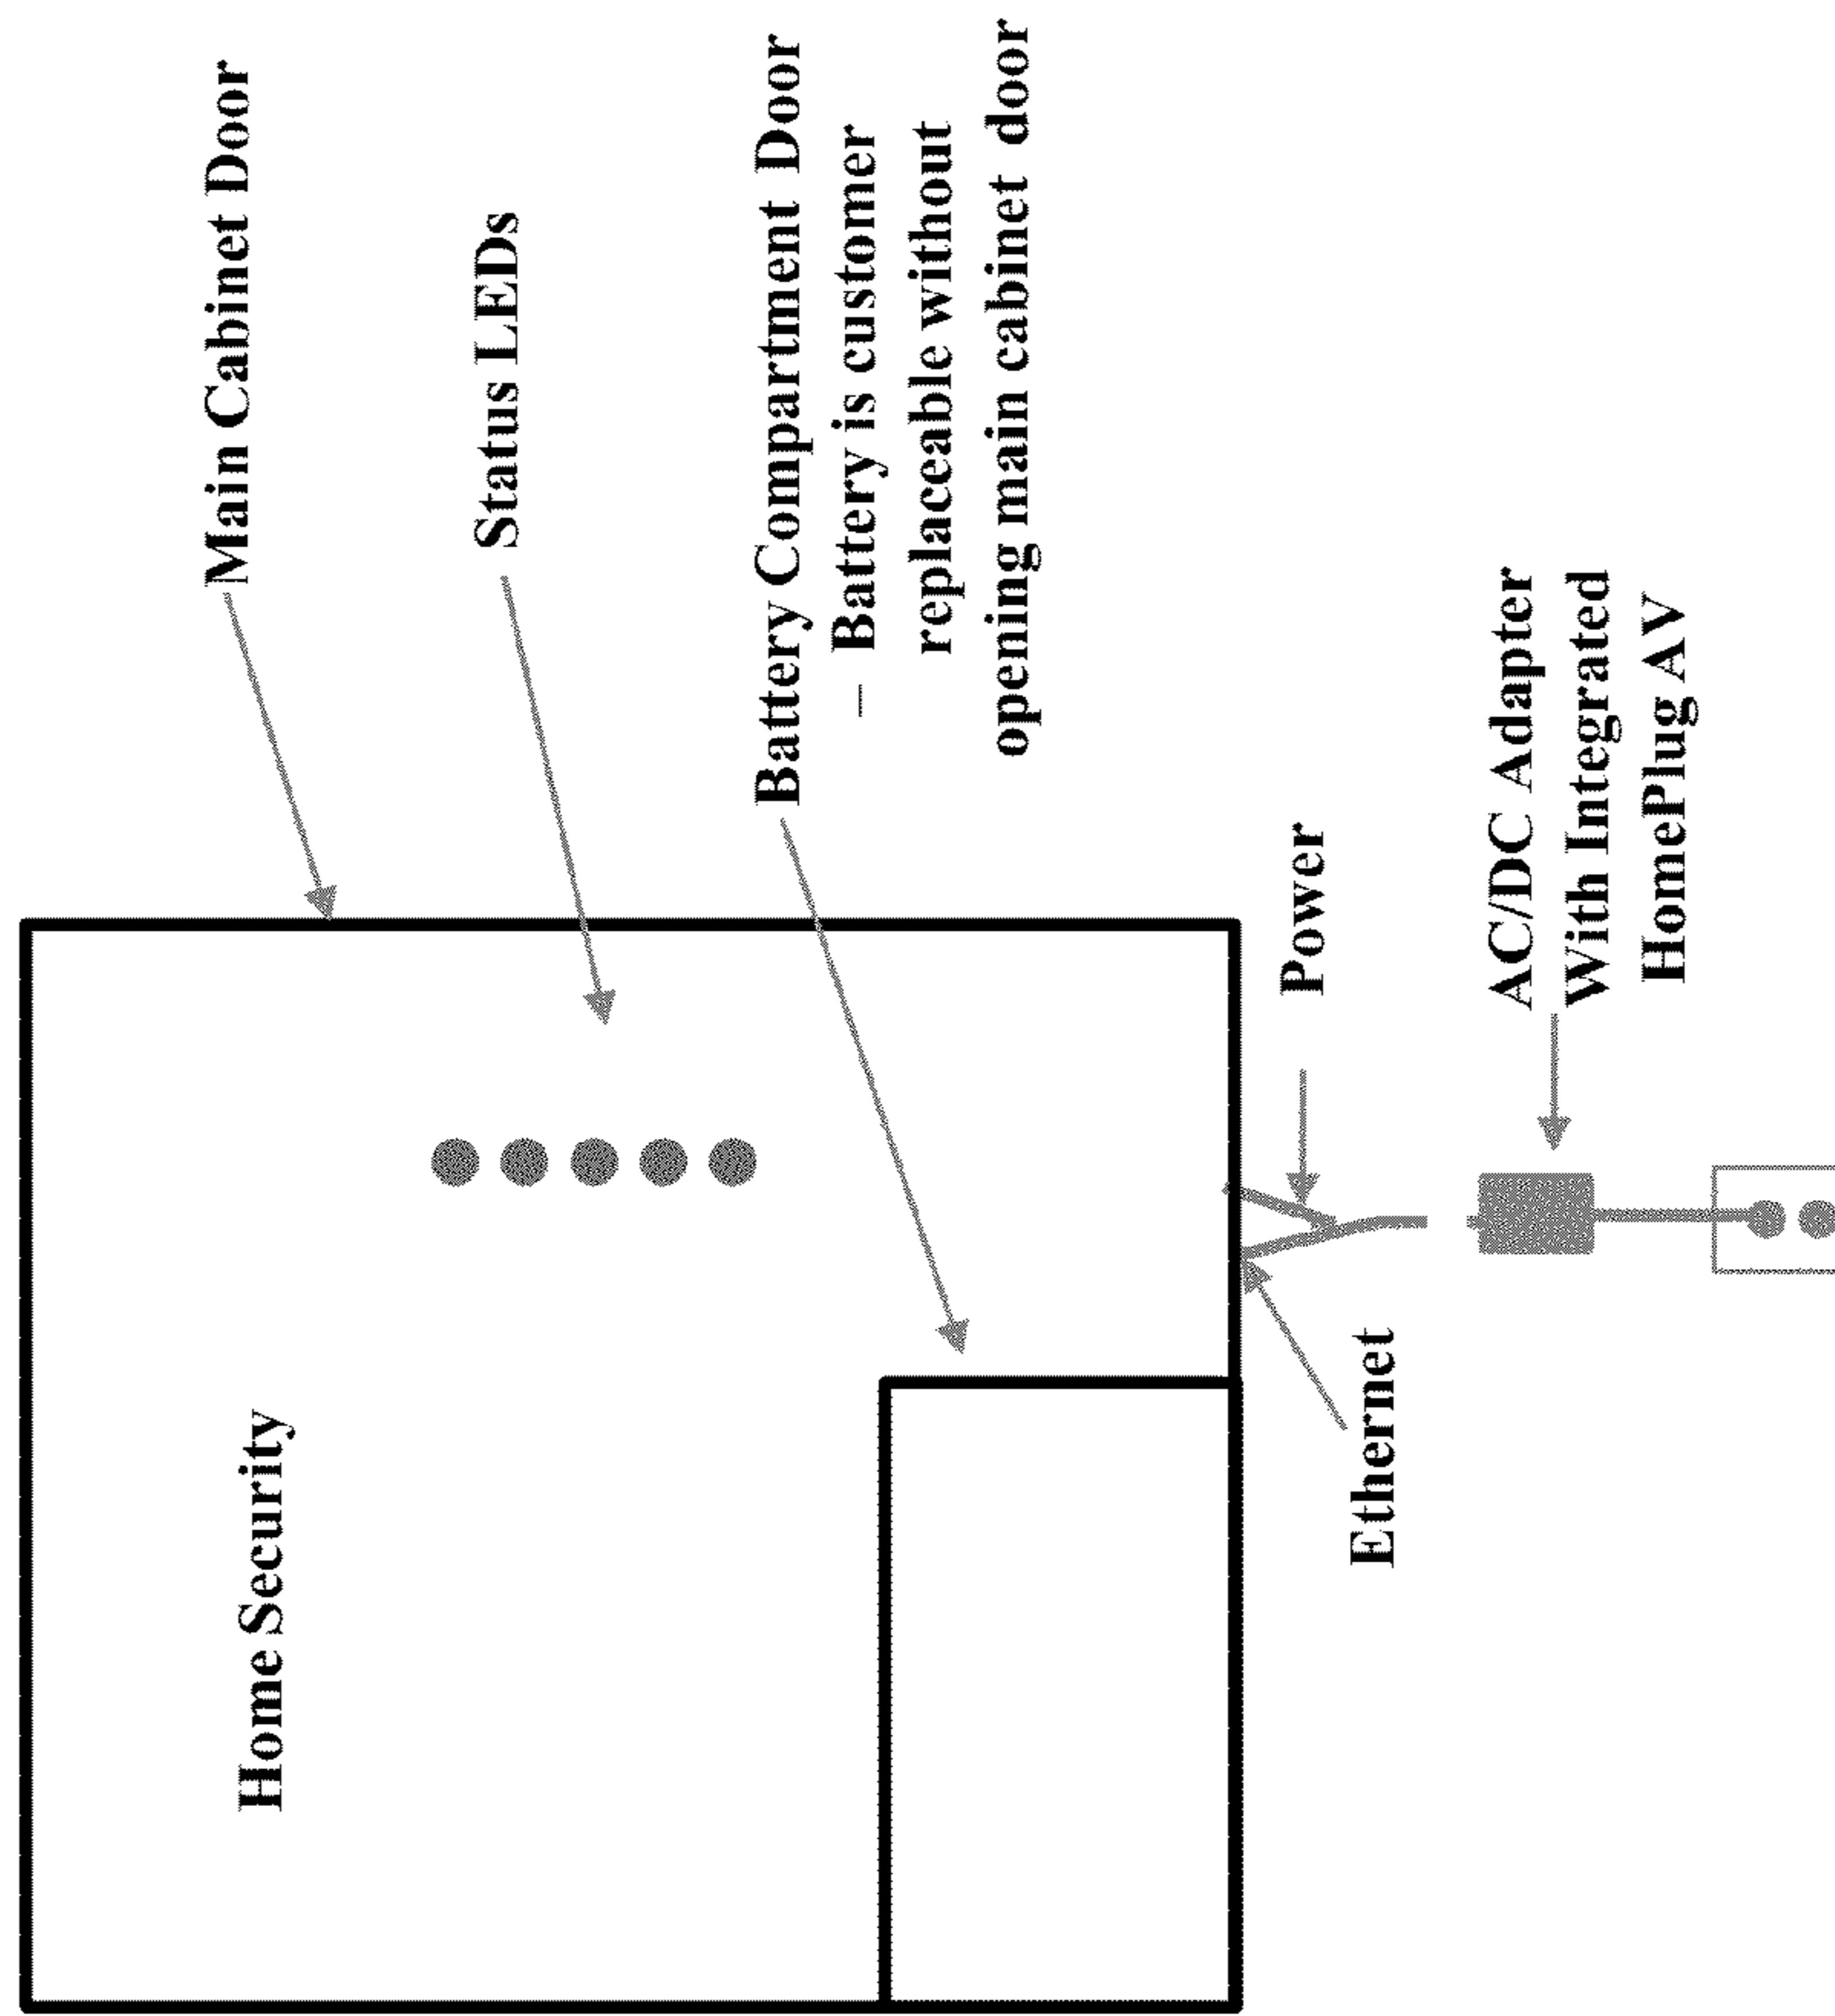 Home Security
Main Cabinet Door
Status LEDs
Battery Compartment Door
– Battery is customer
replaceable without
opening main cabinet door
Power
Ethernet
AC/DC Adapter
With Integrated
HomePlug AV